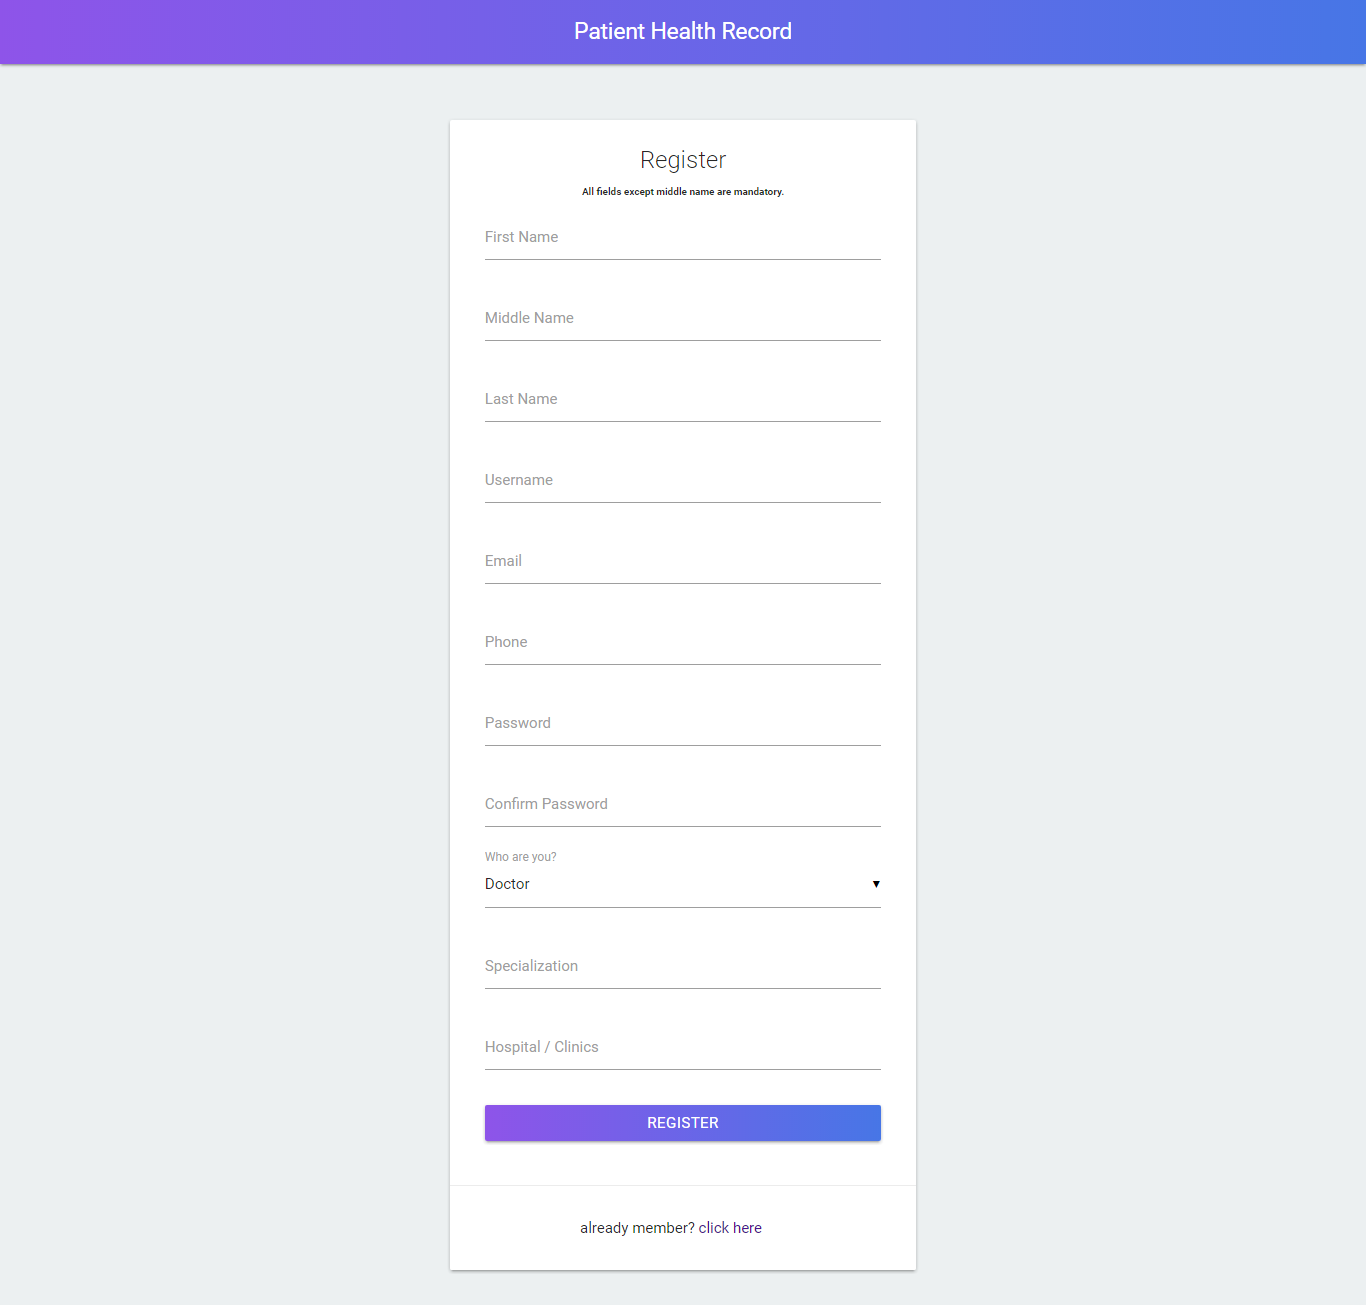 Patient Health Record
Register
All fields except middle name are mandatory.
First Name
Middle Name
Last Name
Username
Email
Phone
Password
Confirm Password
Who are you?
Doctor
Specialization
Hospital / Clinics
REGISTER
already member? click here